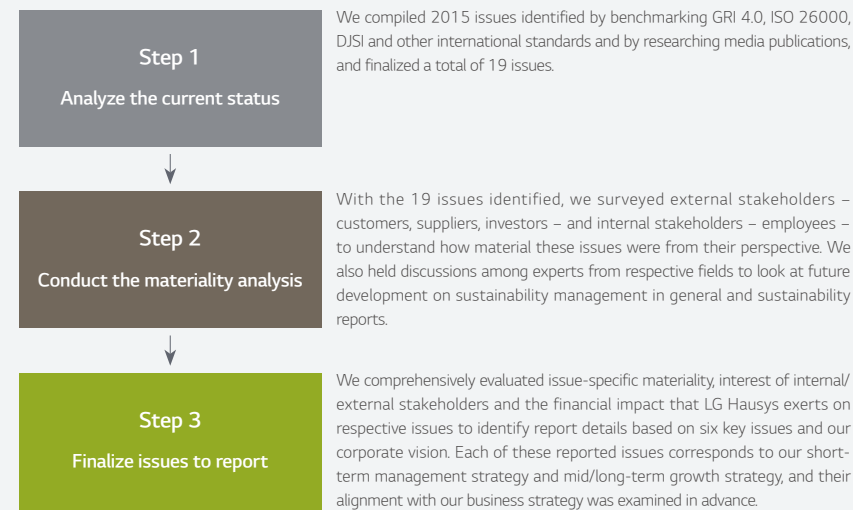 Step 1
Analyze the current status
We compiled 2015 issues identified by benchmarking GRI 4.0, ISO 26000,
DJSI and other international standards and by researching media publications,
and finalized a total of 19 issues.
Step 2
Conduct the materiality analysis
With the 19 issues identified, we surveyed external stakeholders –
customers, suppliers, investors – and internal stakeholders – employees –
to understand how material these issues were from their perspective. We
also held discussions among experts from respective fields to look at future
development on sustainability management in general and sustainability
reports.
Step 3
Finalize issues to report
We comprehensively evaluated issue-specific materiality, interest of internal/
external stakeholders and the financial impact that LG Hausys exerts on
respective issues to identify report details based on six key issues and our
corporate vision. Each of these reported issues corresponds to our short-
term management strategy and mid/long-term growth strategy, and their
alignment with our business strategy was examined in advance.